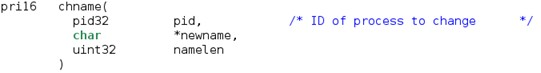 pri16 chname(
pid32 pid, /* ID of process to change */
char *newname,
uint32 namelen
)